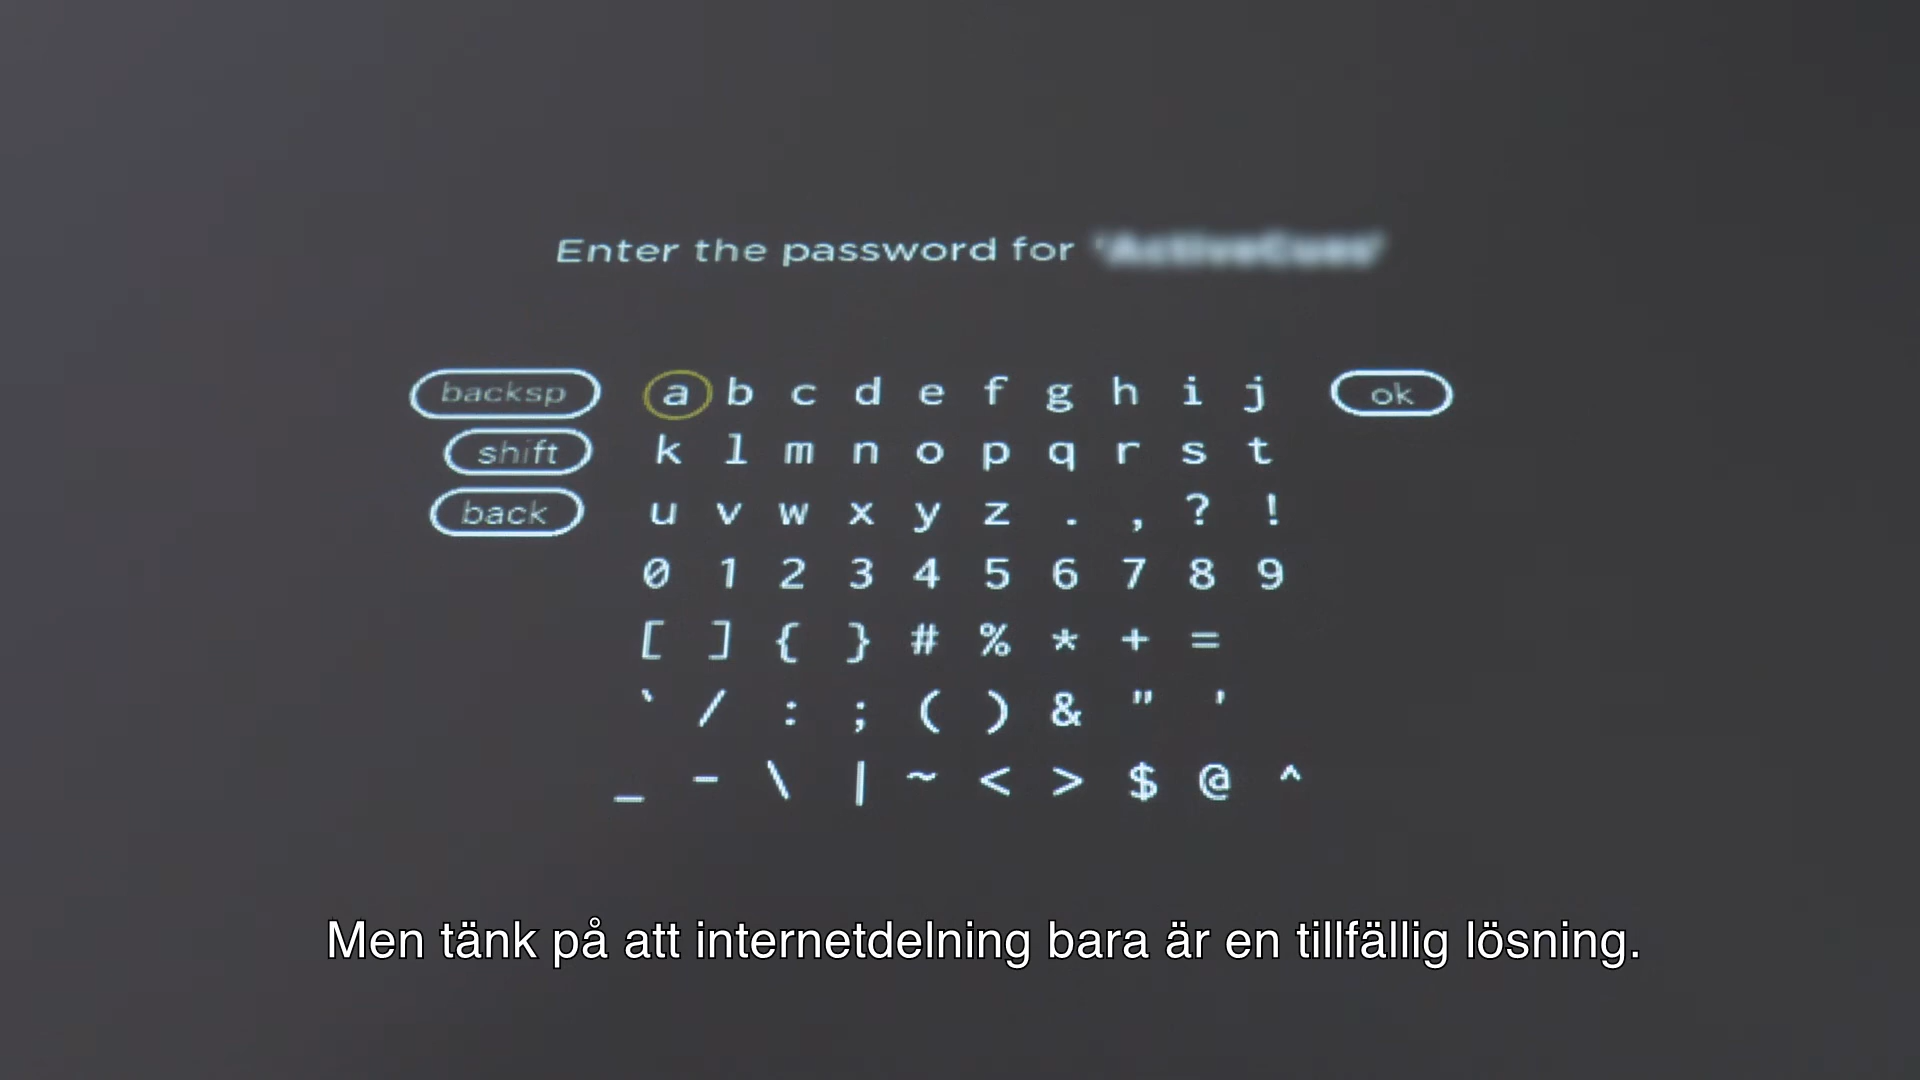 Enter the password for 'ActiveCues'
backsp a b c d e f g h i j ok
shift k l m n o p q r s t
back u v w x y z . , ? !
0 1 2 3 4 5 6 7 8 9
[ ] { } # % * + =
` / : ; ( ) & " '
_ - \ | ~ < > $ @ ^
Men tänk på att internetdelning bara är en tillfällig lösning.